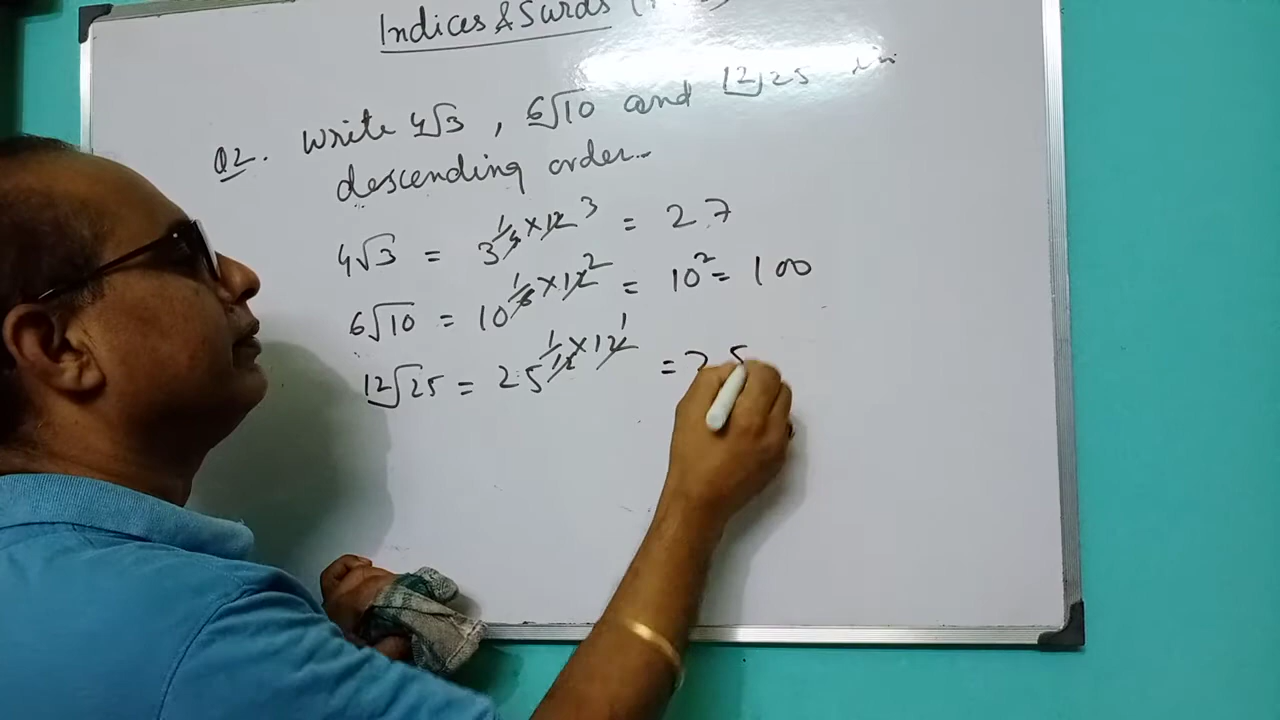 Indices & Surds
Q2. Write 4√3, 6√10 and 12√25 in
descending order.
4√3 = 3^(1/4 × 12 3) = 27
6√10 = 10^(1/6 × 12 2) = 10² = 100
12√25 = 25^(1/12 × 12 1) = 25